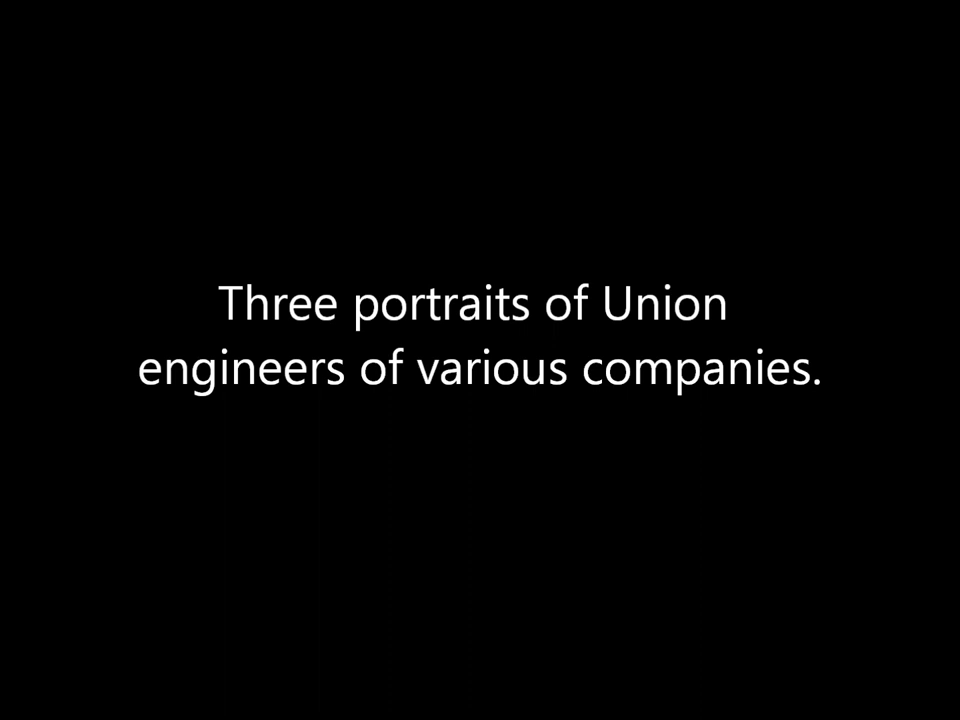 Three portraits of Union
engineers of various companies.